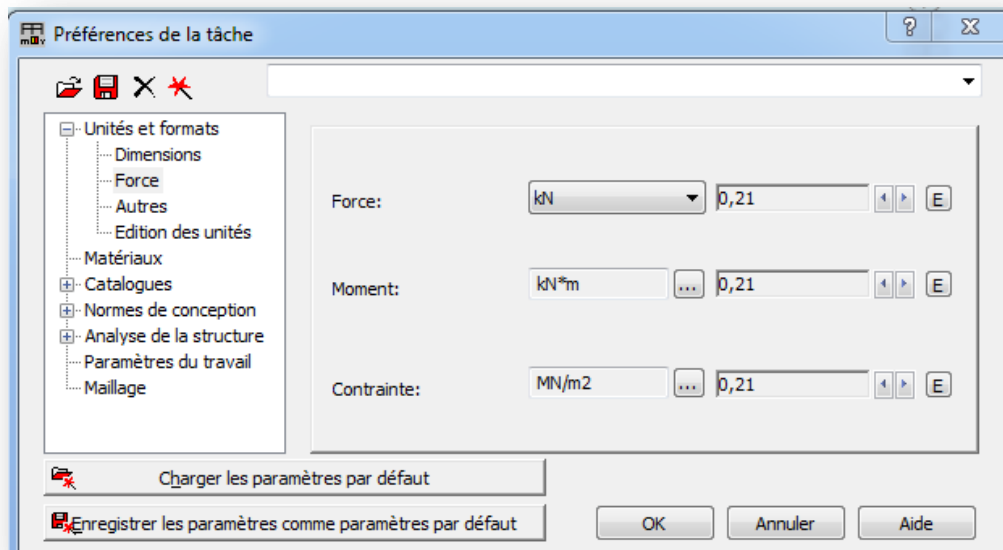 Préférences de la tâche
Unités et formats
Dimensions
Force
Autres
Edition des unités
Matériaux
Catalogues
Normes de conception
Analyse de la structure
Paramètres du travail
Maillage
Force: kN 0,21 E
Moment: kN*m ... 0,21 E
Contrainte: MN/m2 ... 0,21 E
Charger les paramètres par défaut
Enregistrer les paramètres comme paramètres par défaut
OK Annuler Aide